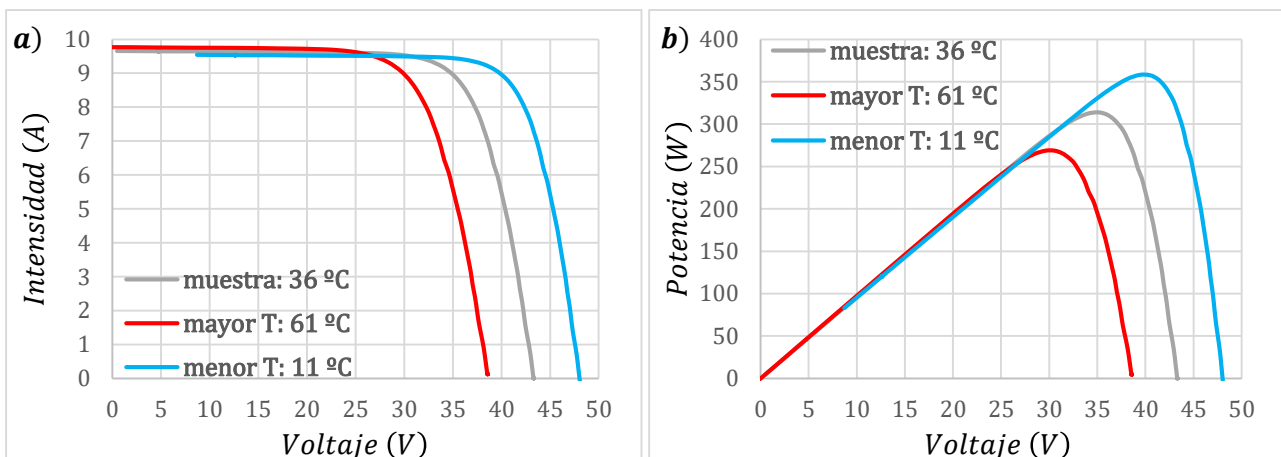 a)
Intensidad (A)
10
9
8
7
6
5
4
3
2
1
0
muestra: 36 ºC
mayor T: 61 ºC
menor T: 11 ºC
0 5 10 15 20 25 30 35 40 45 50
Voltaje (V)
b)
Potencia (W)
400
350
300
250
200
150
100
50
0
muestra: 36 ºC
mayor T: 61 ºC
menor T: 11 ºC
0 5 10 15 20 25 30 35 40 45 50
Voltaje (V)